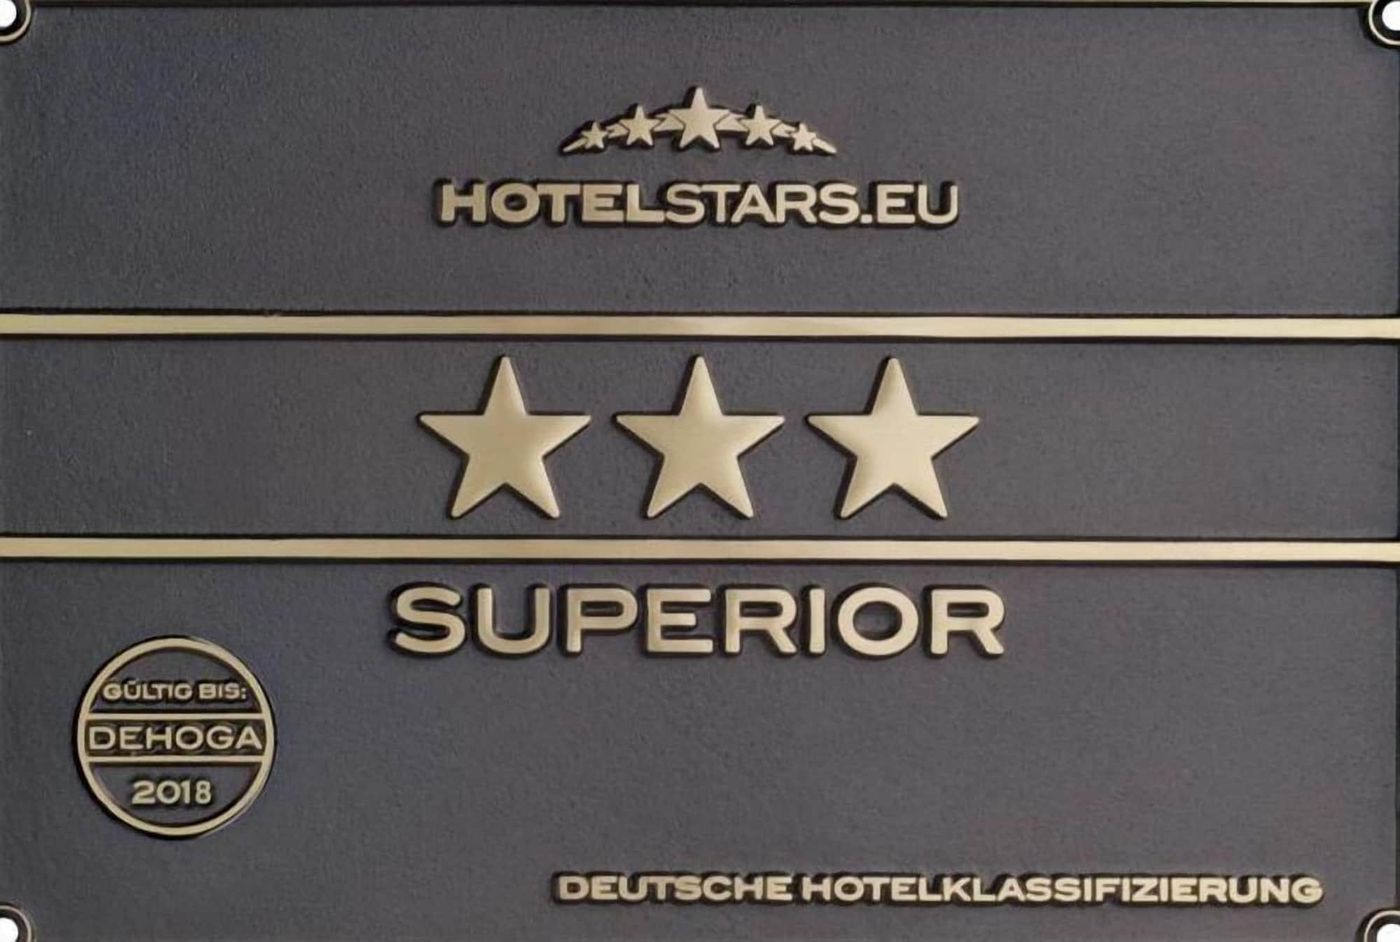 HOTELSTARS.EU
SUPERIOR
GÜLTIG BIS:
DEHOGA
2018
DEUTSCHE HOTELKLASSIFIZIERUNG